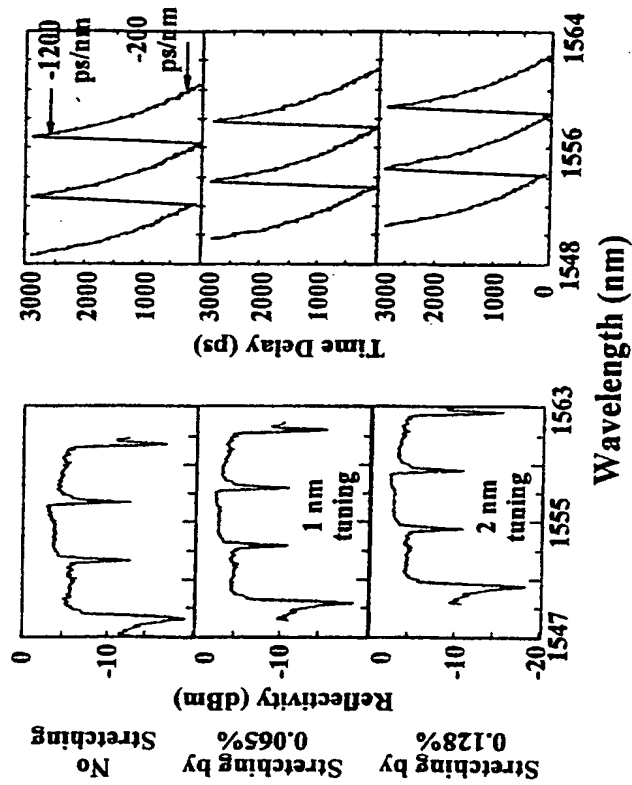 No
Stretching
Stretching by
0.065%
Stretching by
0.128%
Reflectivity (dBm)
0
-10
0
-10
0
-10
-20
1 nm
tuning
2 nm
tuning
1547
1555
1563
Time Delay (ps)
3000
2000
1000
3000
2000
1000
3000
2000
1000
0
-1200
ps/nm
-200
ps/nm
1548
1556
1564
Wavelength (nm)